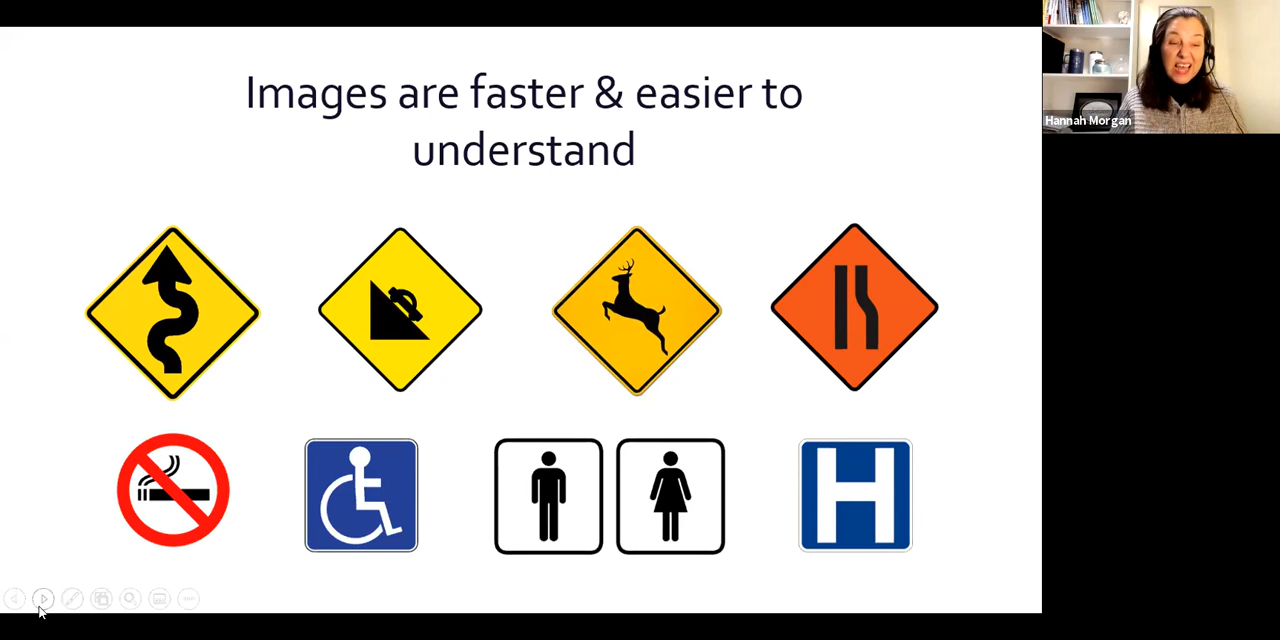 Images are faster & easier to
understand
H
Hannah Morgan